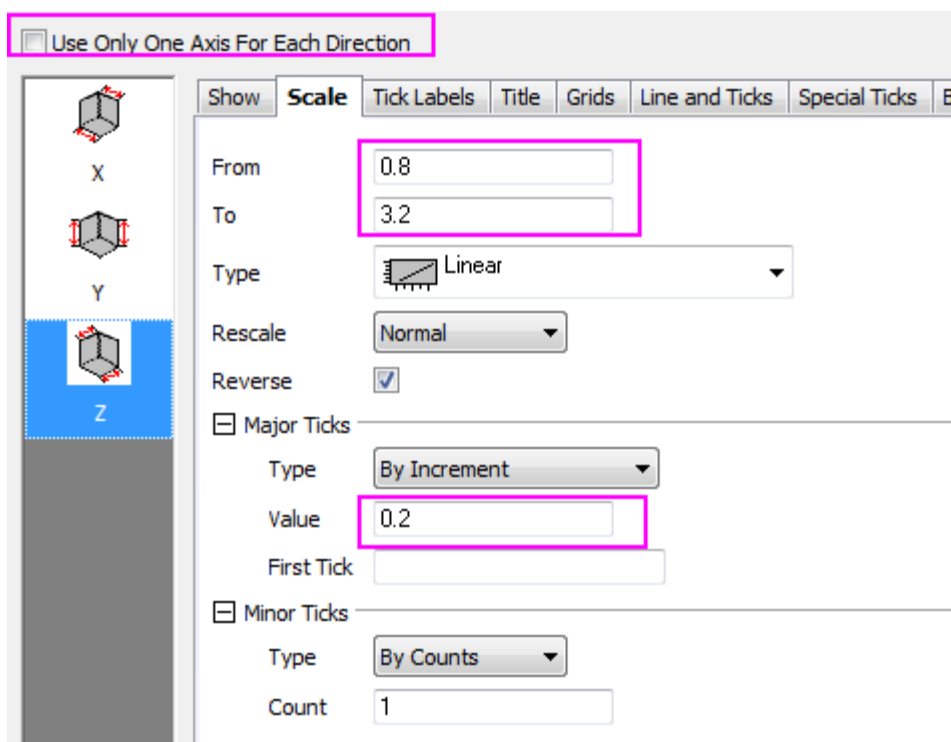 Use Only One Axis For Each Direction
Show Scale Tick Labels Title Grids Line and Ticks Special Ticks
X
Y
Z
From 0.8
To 3.2
Type Linear
Rescale Normal
Reverse
Major Ticks
Type By Increment
Value 0.2
First Tick
Minor Ticks
Type By Counts
Count 1